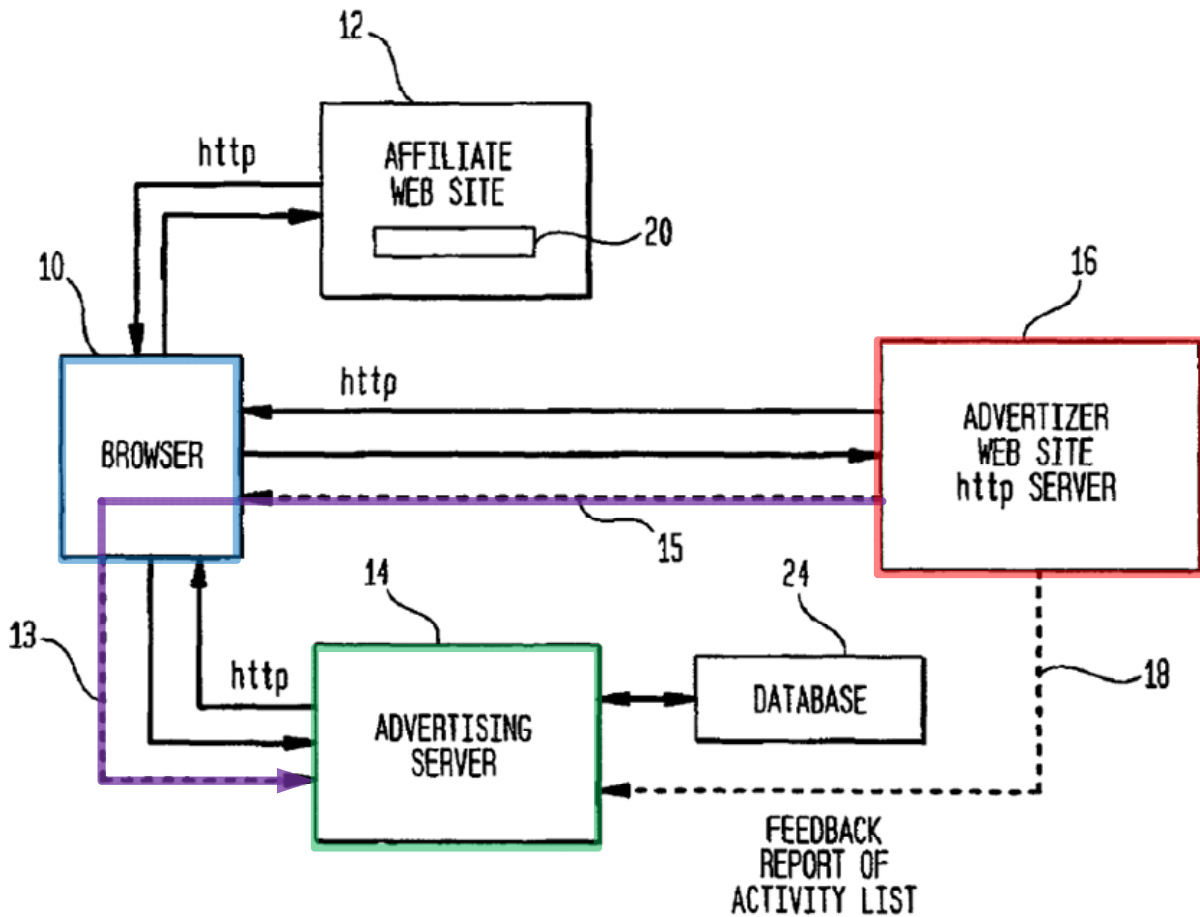 12
http
AFFILIATE
WEB SITE
20
10
16
http
BROWSER
ADVERTIZER
WEB SITE
http SERVER
15
14
24
13
http
18
DATABASE
ADVERTISING
SERVER
FEEDBACK
REPORT OF
ACTIVITY LIST